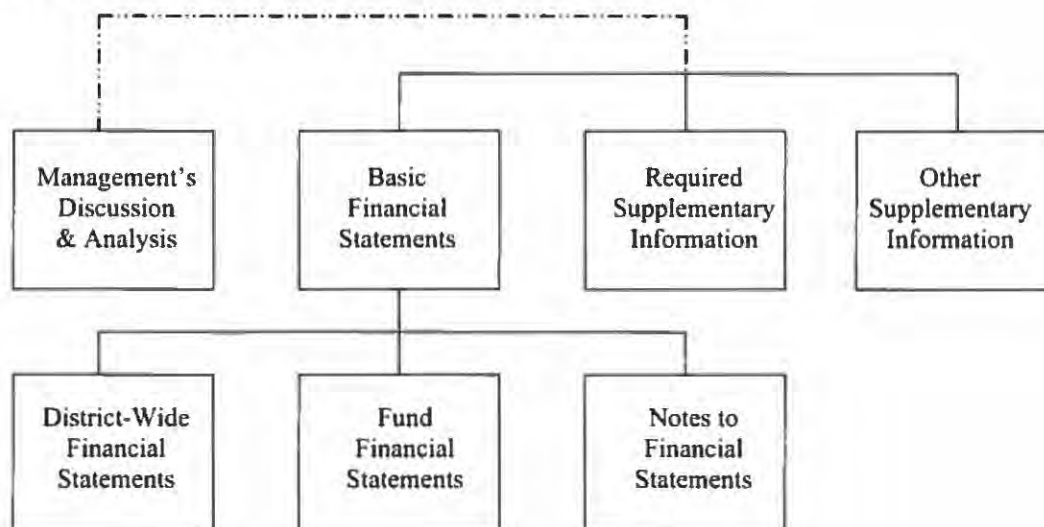 Management's
Discussion
& Analysis
Basic
Financial
Statements
Required
Supplementary
Information
Other
Supplementary
Information
District-Wide
Financial
Statements
Fund
Financial
Statements
Notes to
Financial
Statements